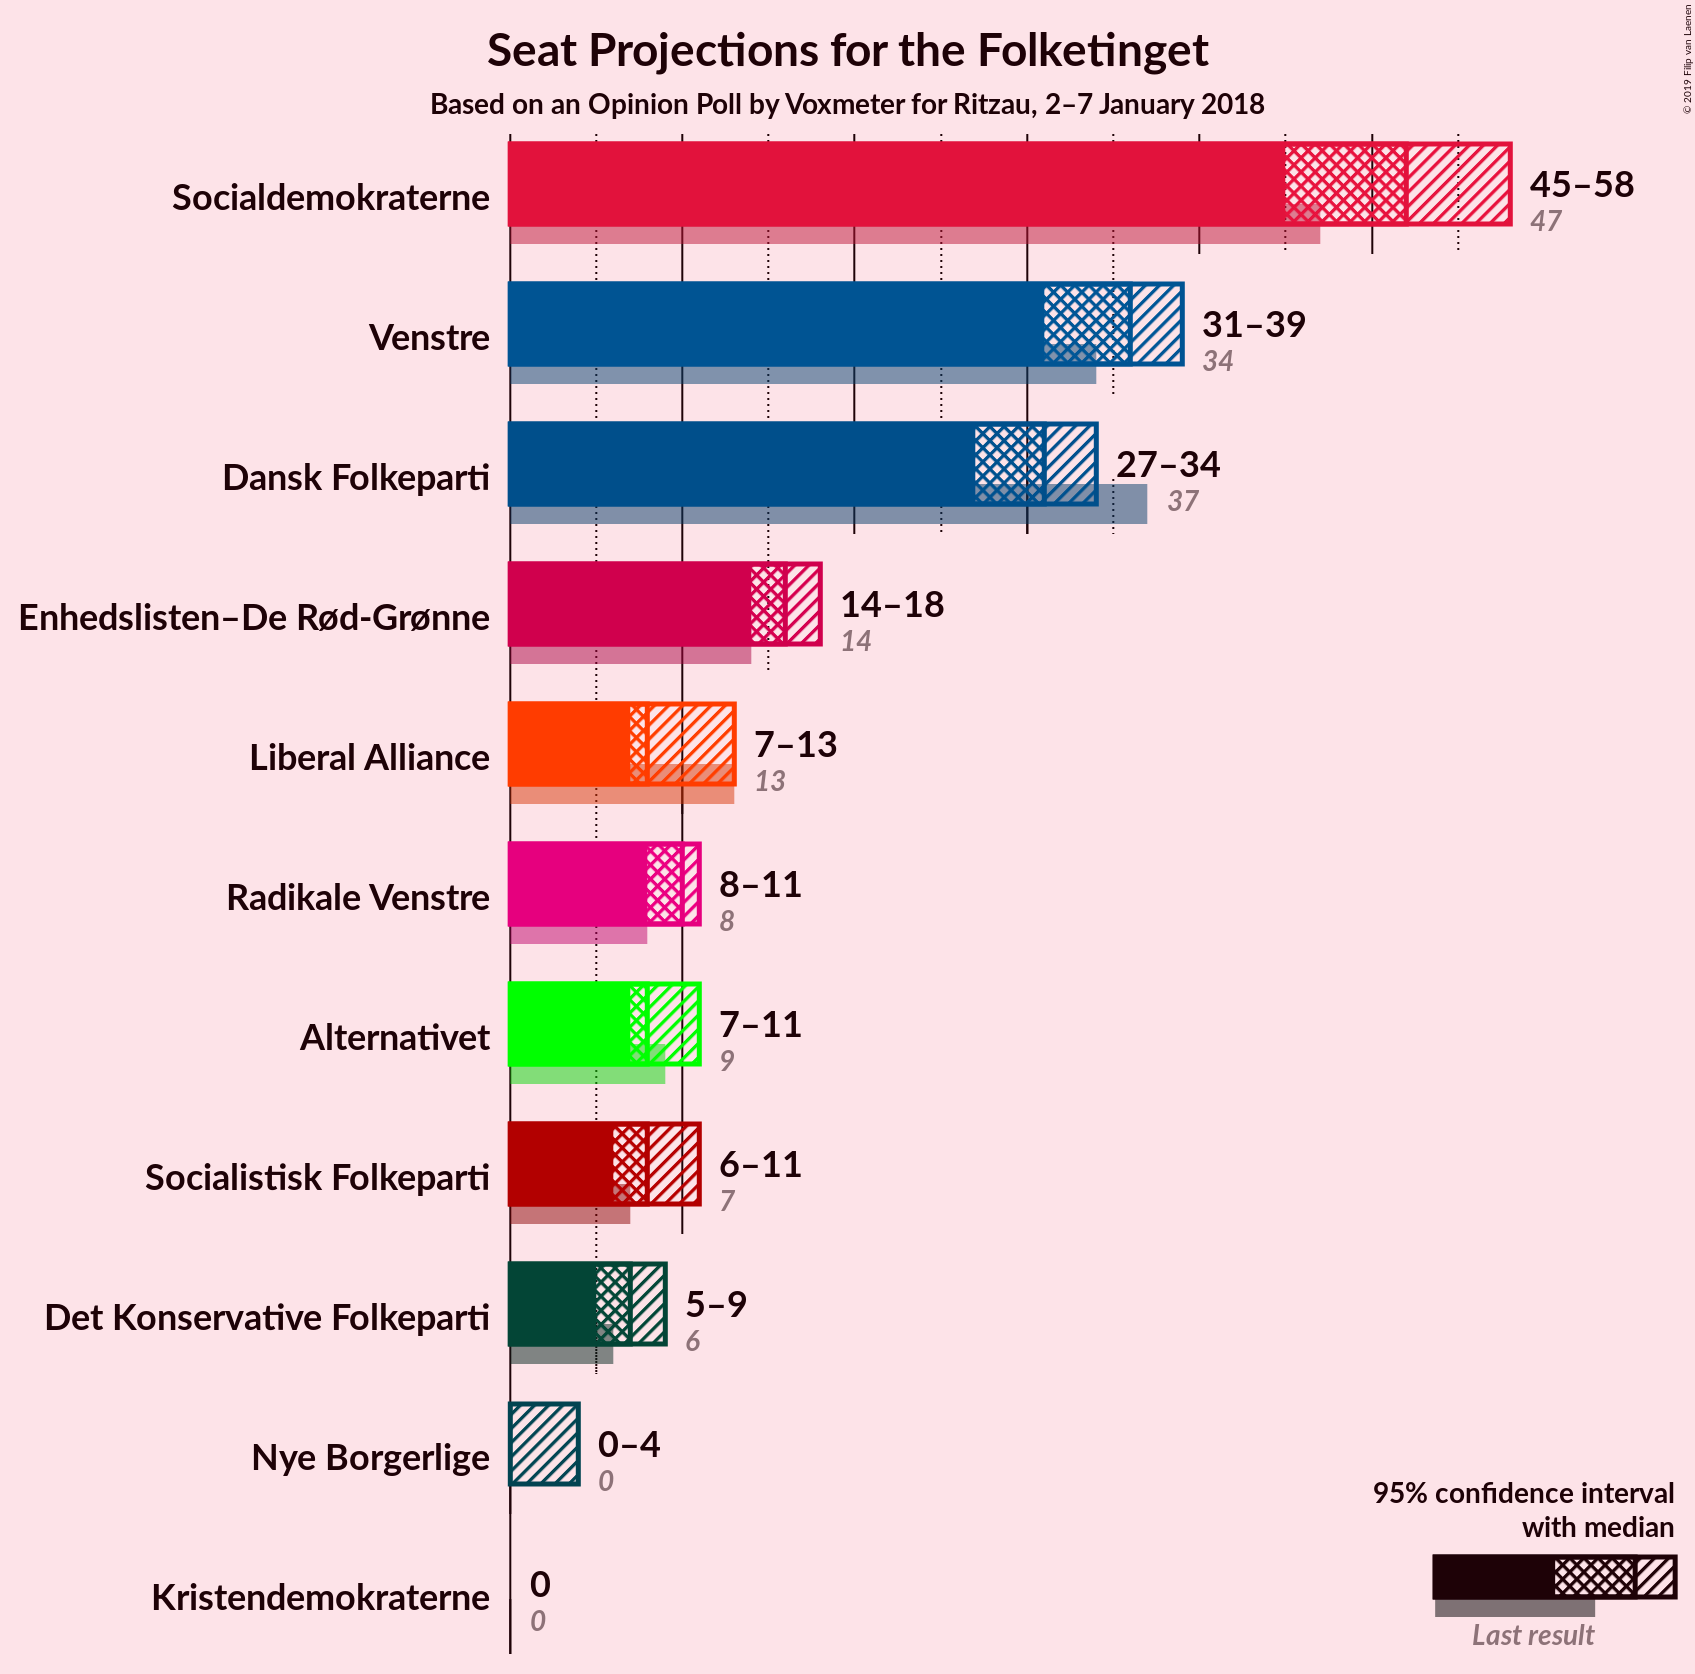 Seat Projections for the Folketinget
Based on an Opinion Poll by Voxmeter for Ritzau, 2–7 January 2018
© 2019 Filip van Laenen
Socialdemokraterne
45–58
47
Venstre
31–39
34
Dansk Folkeparti
27–34
37
Enhedslisten–De Rød-Grønne
14–18
14
Liberal Alliance
7–13
13
Radikale Venstre
8–11
8
Alternativet
7–11
9
Socialistisk Folkeparti
6–11
7
Det Konservative Folkeparti
5–9
6
Nye Borgerlige
0–4
0
Kristendemokraterne
0
0
95% confidence interval
with median
Last result